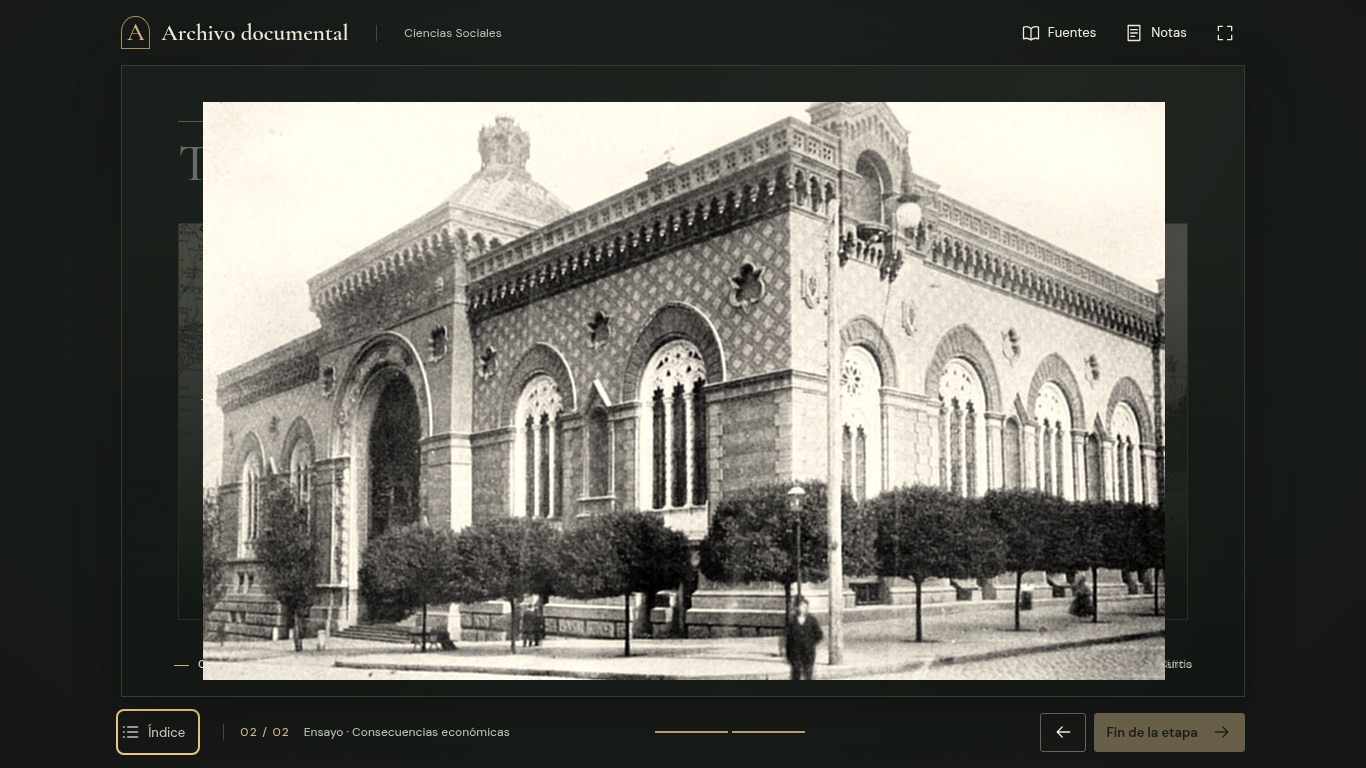 A Archivo documental
Ciencias Sociales
Fuentes
Notas
Índice
02 / 02
Ensayo · Consecuencias económicas
Fin de la etapa